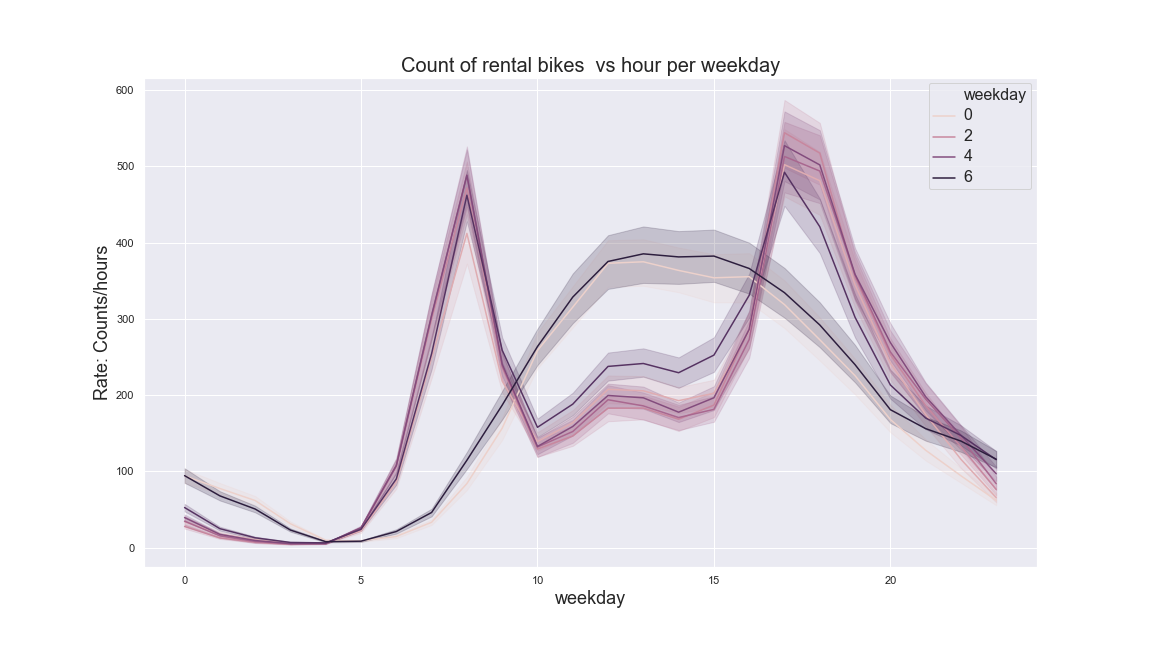 Count of rental bikes  vs hour per weekday
Rate: Counts/hours
600
500
400
300
200
100
0
weekday
0
2
4
6
0 5 10 15 20
weekday